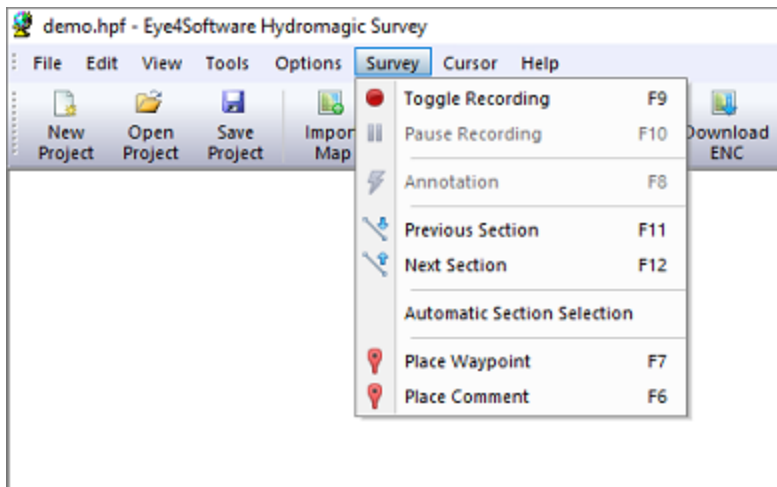 demo.hpf - Eye4Software Hydromagic Survey
File Edit View Tools Options Survey Cursor Help
New Project
Open Project
Save Project
Impor
Map
Download ENC
Toggle Recording F9
Pause Recording F10
Annotation F8
Previous Section F11
Next Section F12
Automatic Section Selection
Place Waypoint F7
Place Comment F6